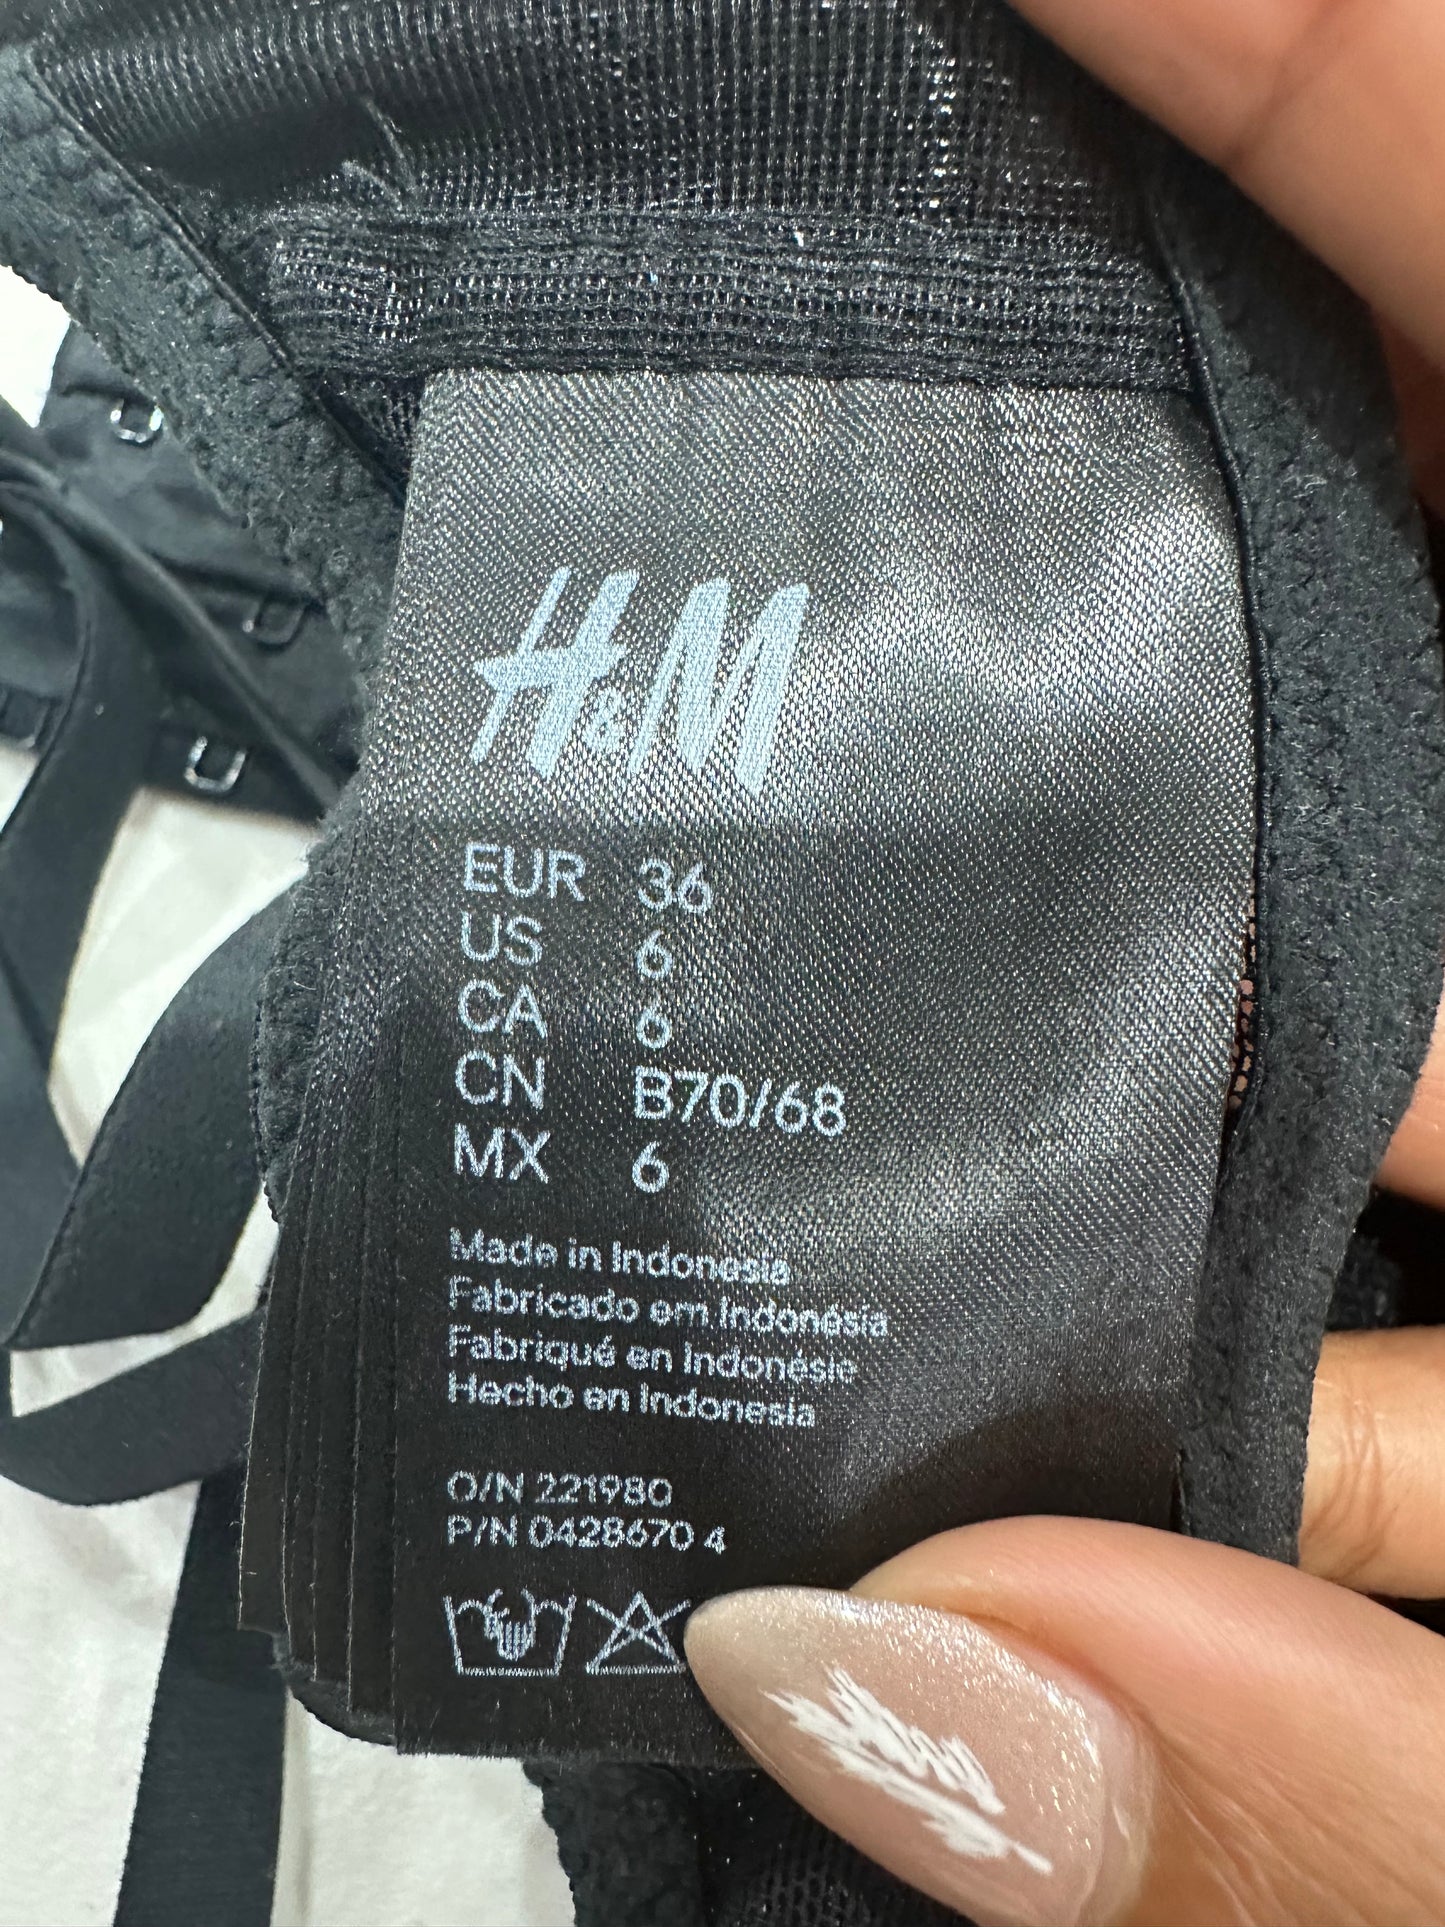 H&M
EUR 36
US 6
CA 6
CN B70/68
MX 6
Made in Indonesia
Fabricado em Indonésia
Fabriqué en Indonésie
Hecho en Indonesia
O/N 221980
P/N 0428670 4